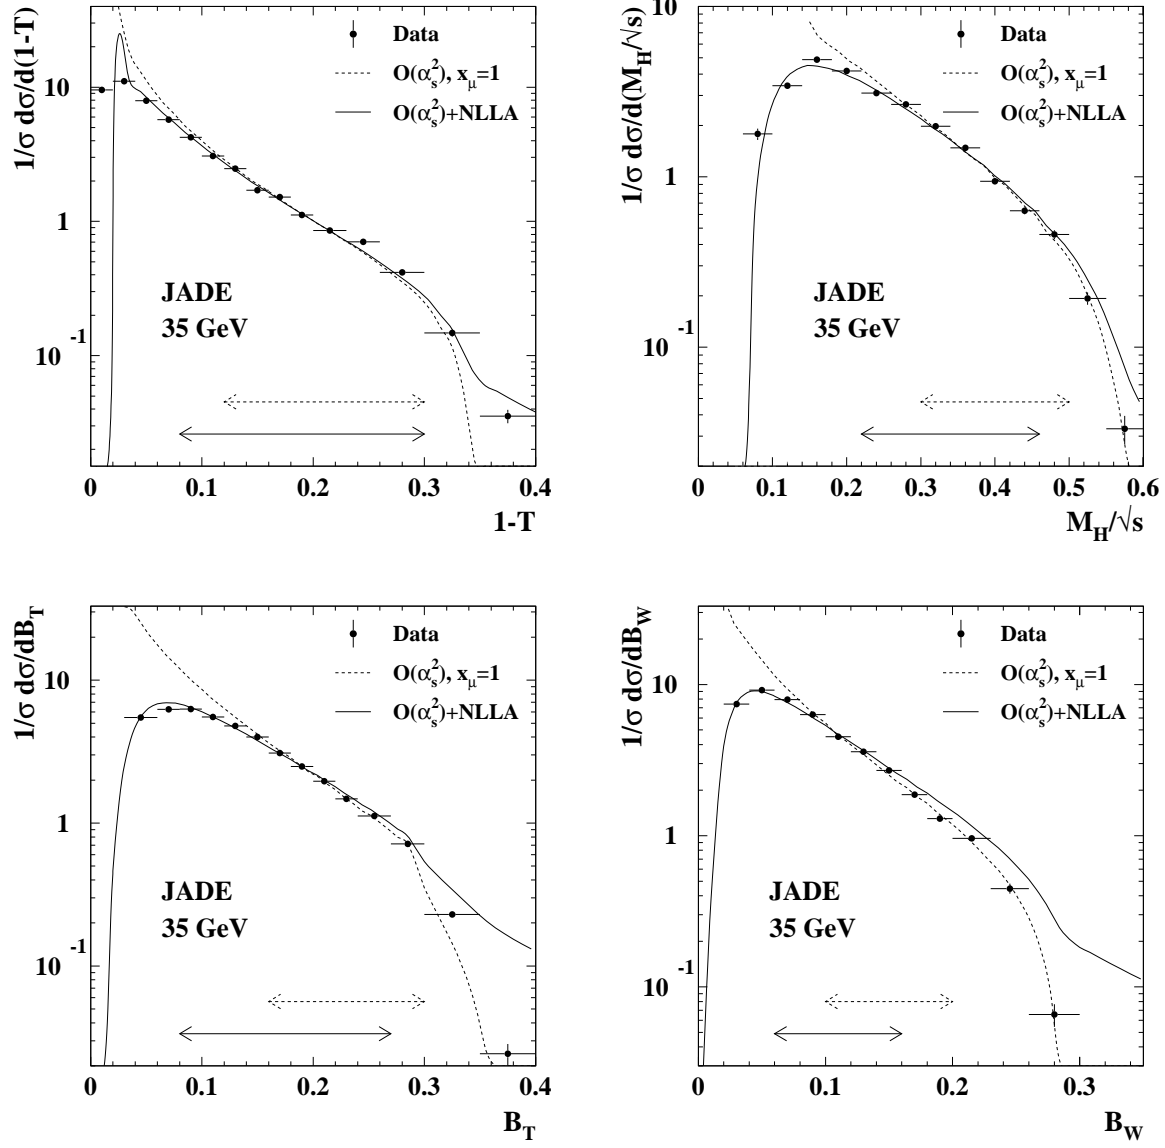 1/σ dσ/d(1-T)
Data
O(α_s^2), x_μ=1
O(α_s^2)+NLLA
10
1
10^-1
JADE
35 GeV
0 0.1 0.2 0.3 0.4
1-T
1/σ dσ/d(M_H/√s)
Data
O(α_s^2), x_μ=1
O(α_s^2)+NLLA
10
1
10^-1
JADE
35 GeV
0 0.1 0.2 0.3 0.4 0.5 0.6
M_H/√s
1/σ dσ/dB_T
Data
O(α_s^2), x_μ=1
O(α_s^2)+NLLA
10
1
10^-1
JADE
35 GeV
0 0.1 0.2 0.3 0.4
B_T
1/σ dσ/dB_W
Data
O(α_s^2), x_μ=1
O(α_s^2)+NLLA
10
1
10^-1
10^-2
JADE
35 GeV
0 0.1 0.2 0.3
B_W